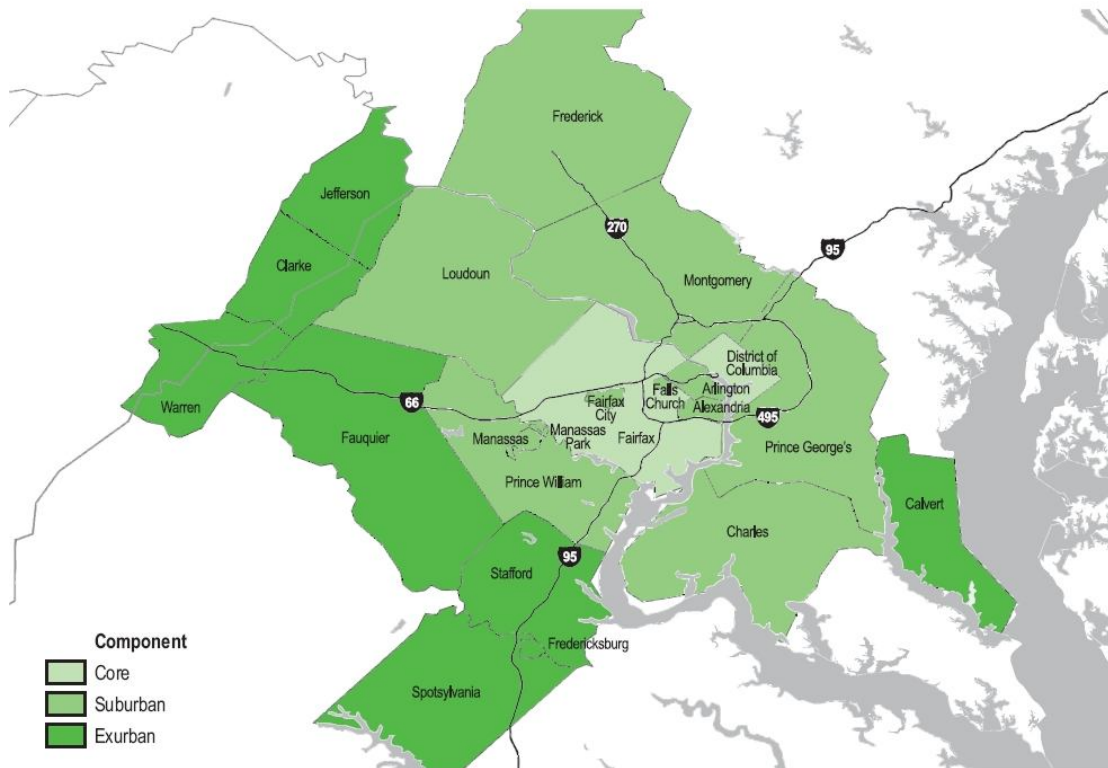 Frederick
Jefferson
270
95
Clarke
Loudoun
Montgomery
District of
Columbia
Warren
66
Falls
Church
Arlington
Fairfax
City
Alexandria
495
Fauquier
Manassas
Manassas
Park
Fairfax
Prince George's
Prince William
Calvert
Charles
95
Stafford
Fredericksburg
Spotsylvania
Component
Core
Suburban
Exurban